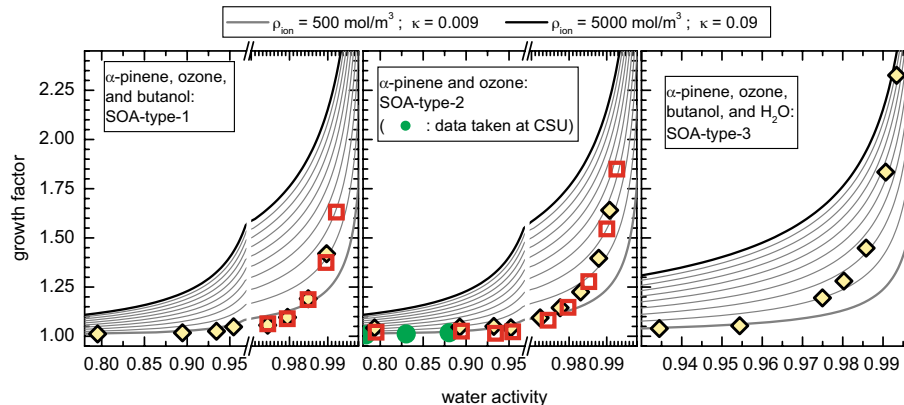 ρion = 500 mol/m3 ; κ = 0.009 ρion = 5000 mol/m3 ; κ = 0.09
α-pinene, ozone,
and butanol:
SOA-type-1
α-pinene and ozone:
SOA-type-2
( : data taken at CSU)
α-pinene, ozone,
butanol, and H2O:
SOA-type-3
growth factor
2.25
2.00
1.75
1.50
1.25
1.00
0.80 0.85 0.90 0.95 0.98 0.99
0.80 0.85 0.90 0.95 0.98 0.99
0.94 0.95 0.96 0.97 0.98 0.99
water activity